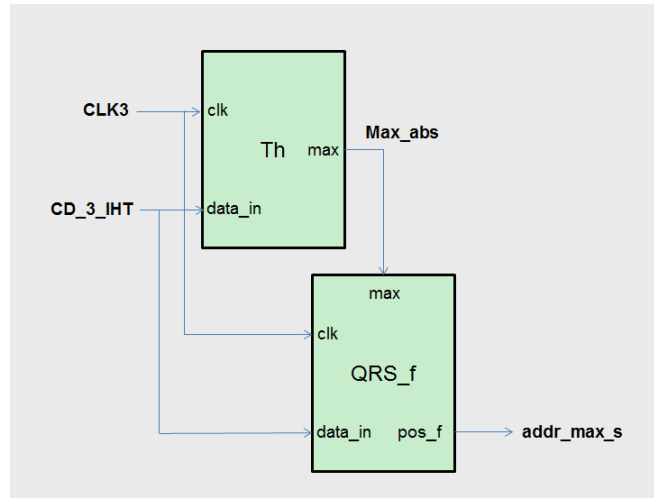 CLK3
clk
Th
max
Max_abs
CD_3_IHT
data_in
max
clk
QRS_f
data_in
pos_f
addr_max_s